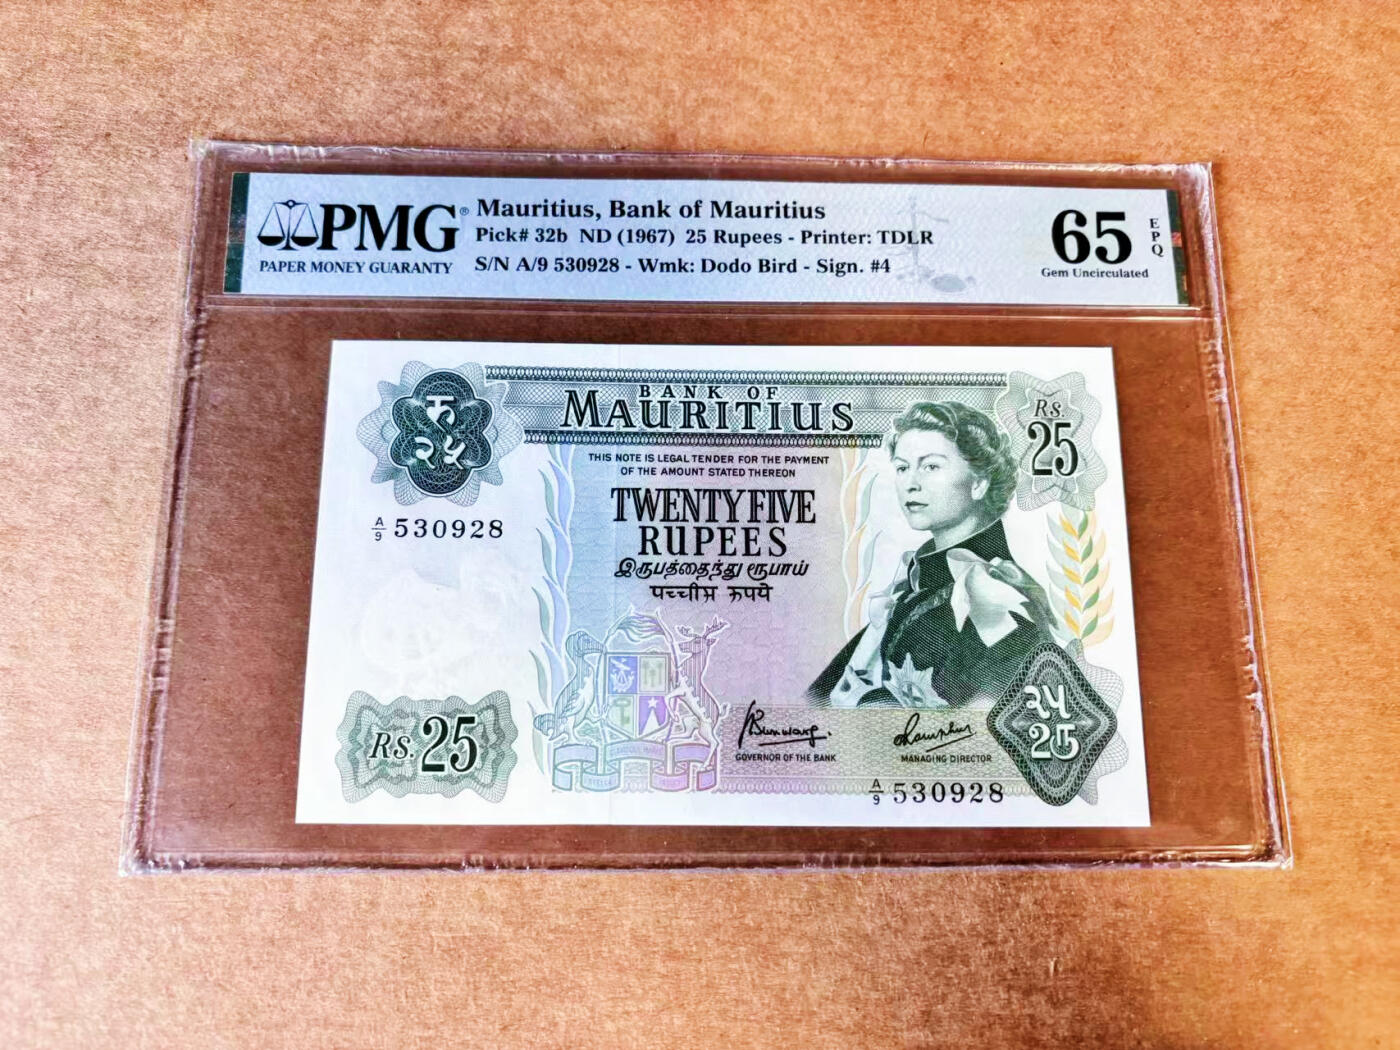 PMG®
PAPER MONEY GUARANTY
Mauritius, Bank of Mauritius
Pick# 32b ND (1967) 25 Rupees - Printer: TDLR
S/N A/9 530928 - Wmk: Dodo Bird - Sign. #4
65
EPQ
Gem Uncirculated
रु
२५
BANK OF
MAURITIUS
Rs.
25
THIS NOTE IS LEGAL TENDER FOR THE PAYMENT
OF THE AMOUNT STATED THEREON
A/9 530928
TWENTY FIVE
RUPEES
இருபத்தைந்து ரூபாய்
पच्चीस रुपये
Rs. 25
GOVERNOR OF THE BANK
MANAGING DIRECTOR
A/9 530928
२५